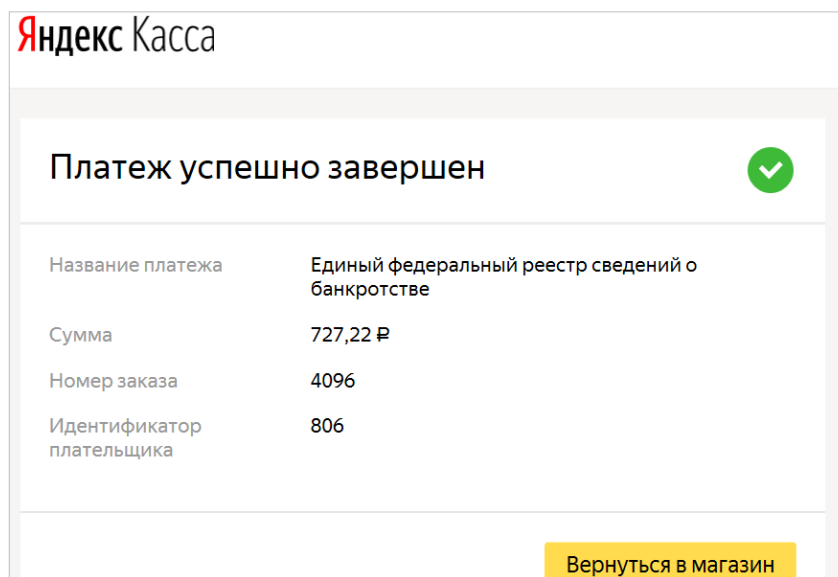 Яндекс Касса
Платеж успешно завершен
Название платежа Единый федеральный реестр сведений о
банкротстве
Сумма 727,22 ₽
Номер заказа 4096
Идентификатор 806
плательщика
Вернуться в магазин